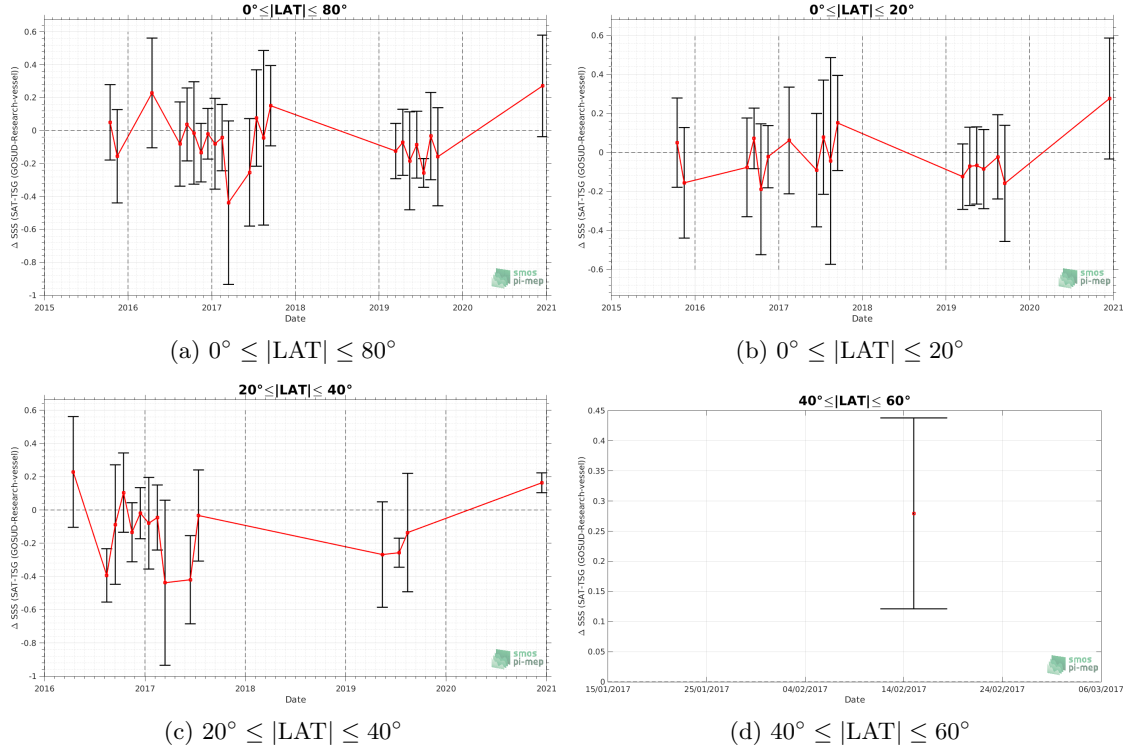 0°≤|LAT|≤ 80°
Δ SSS (SAT-TSG (GOSUD-Research-vessel))
0.6
0.4
0.2
0
-0.2
-0.4
-0.6
-0.8
-1
2015
2016
2017
2018
2019
2020
2021
Date
smos
pi-mep
(a) 0° ≤ |LAT| ≤ 80°
0°≤|LAT|≤ 20°
Δ SSS (SAT-TSG (GOSUD-Research-vessel))
0.6
0.4
0.2
0
-0.2
-0.4
-0.6
2015
2016
2017
2018
2019
2020
2021
Date
smos
pi-mep
(b) 0° ≤ |LAT| ≤ 20°
20°≤|LAT|≤ 40°
Δ SSS (SAT-TSG (GOSUD-Research-vessel))
0.6
0.4
0.2
0
-0.2
-0.4
-0.6
-0.8
-1
2016
2017
2018
2019
2020
2021
Date
smos
pi-mep
(c) 20° ≤ |LAT| ≤ 40°
40°≤|LAT|≤ 60°
Δ SSS (SAT-TSG (GOSUD-Research-vessel))
0.45
0.4
0.35
0.3
0.25
0.2
0.15
0.1
0.05
0
15/01/2017
25/01/2017
04/02/2017
14/02/2017
24/02/2017
06/03/2017
Date
smos
pi-mep
(d) 40° ≤ |LAT| ≤ 60°